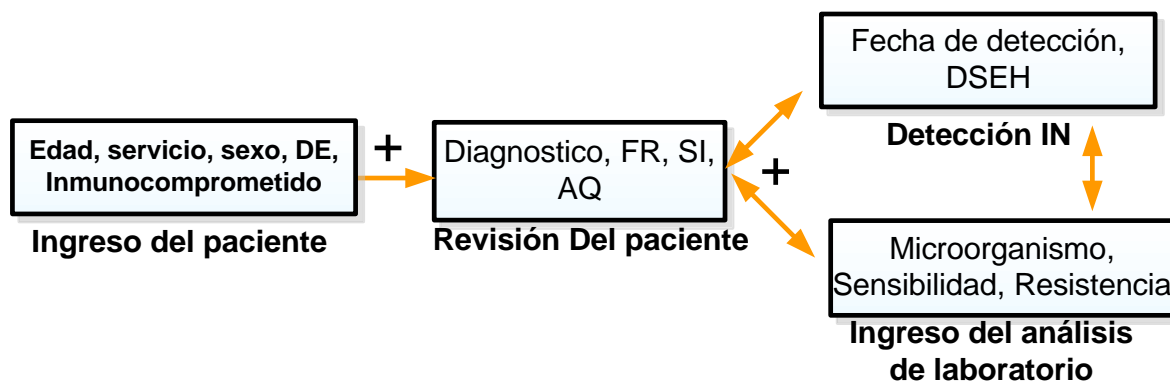 Edad, servicio, sexo, DE,
Inmunocomprometido
Ingreso del paciente
+
Diagnostico, FR, SI,
AQ
Revisión Del paciente
+
Fecha de detección,
DSEH
Detección IN
Microorganismo,
Sensibilidad, Resistencia
Ingreso del análisis
de laboratorio